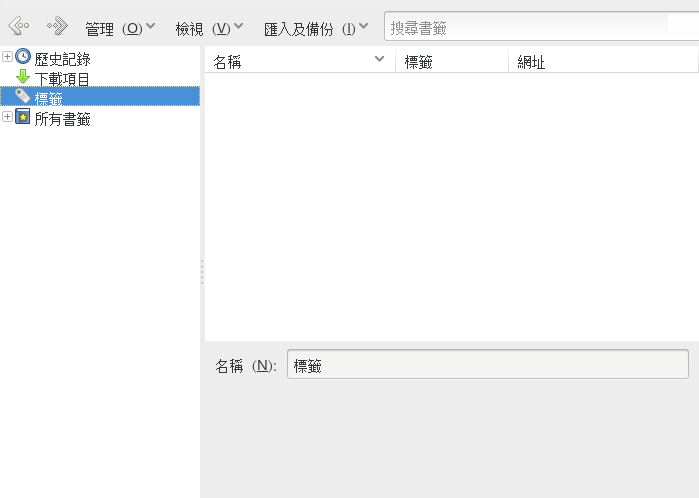 管理 (O) 檢視 (V) 匯入及備份 (I) 搜尋書籤
歷史記錄
下載項目
標籤
所有書籤
名稱 標籤 網址
名稱 (N): 標籤